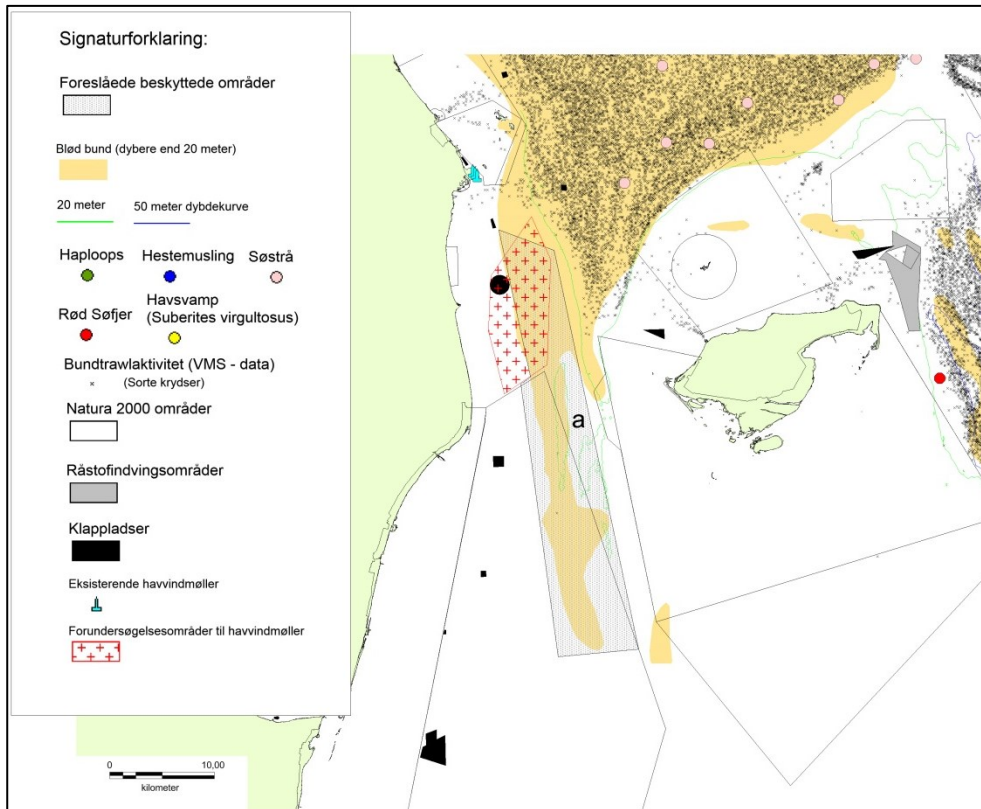 Signaturforklaring:
Foreslåede beskyttede områder
Blød bund (dybere end 20 meter)
20 meter 50 meter dybdekurve
Haploops Hestemusling Søstrå
Rød Søfjer Havsvamp
(Suberites virgultosus)
Bundtrawlaktivitet (VMS - data)
(Sorte krydser)
Natura 2000 områder
Råstofindvingsområder
Klappladser
Eksisterende havvindmøller
Forundersøgelsesområder til havvindmøller
a
0 10,00
kilometer